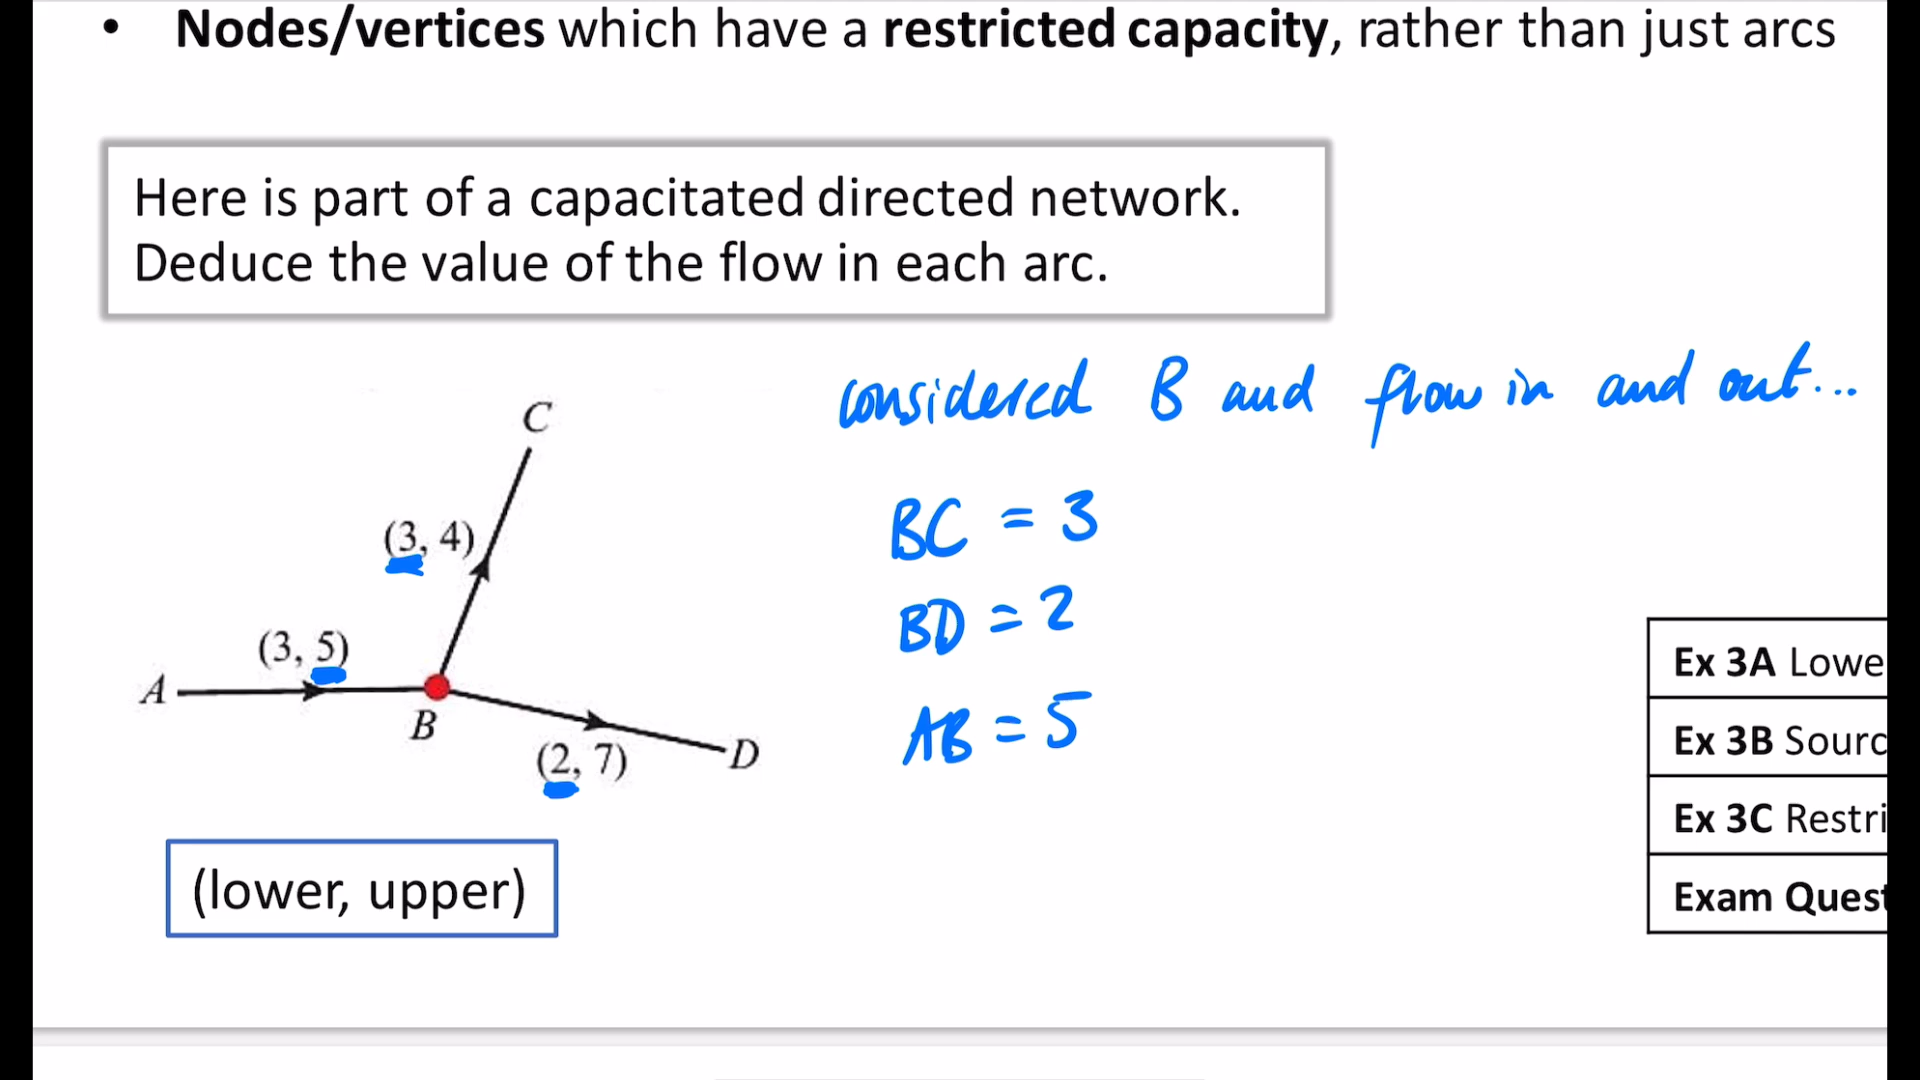 • Nodes/vertices which have a restricted capacity, rather than just arcs
Here is part of a capacitated directed network.
Deduce the value of the flow in each arc.
considered B and flow in and out...
C
(3, 4)
(3, 5)
A
B
(2, 7)
D
BC = 3
BD = 2
AB = 5
(lower, upper)
Ex 3A Lowe
Ex 3B Sourc
Ex 3C Restri
Exam Quest